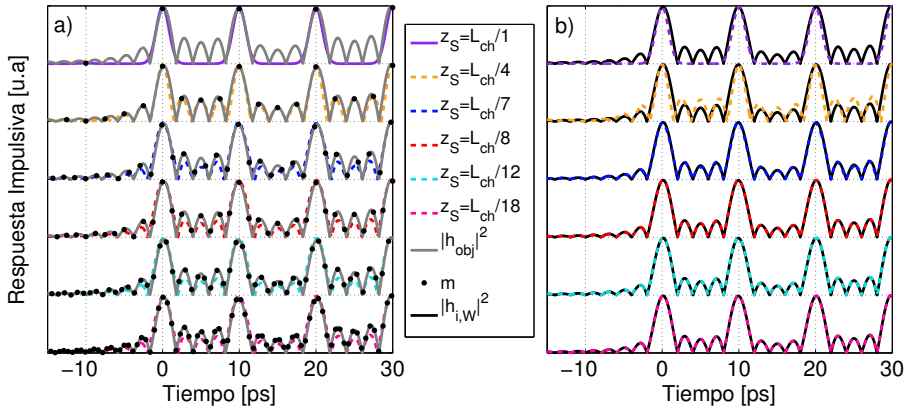 a)
b)
Respuesta Impulsiva [u.a]
z_S=L_ch/1
z_S=L_ch/4
z_S=L_ch/7
z_S=L_ch/8
z_S=L_ch/12
z_S=L_ch/18
|h_obj|^2
m
|h_i,W|^2
−10 0 10 20 30
Tiempo [ps]
−10 0 10 20 30
Tiempo [ps]